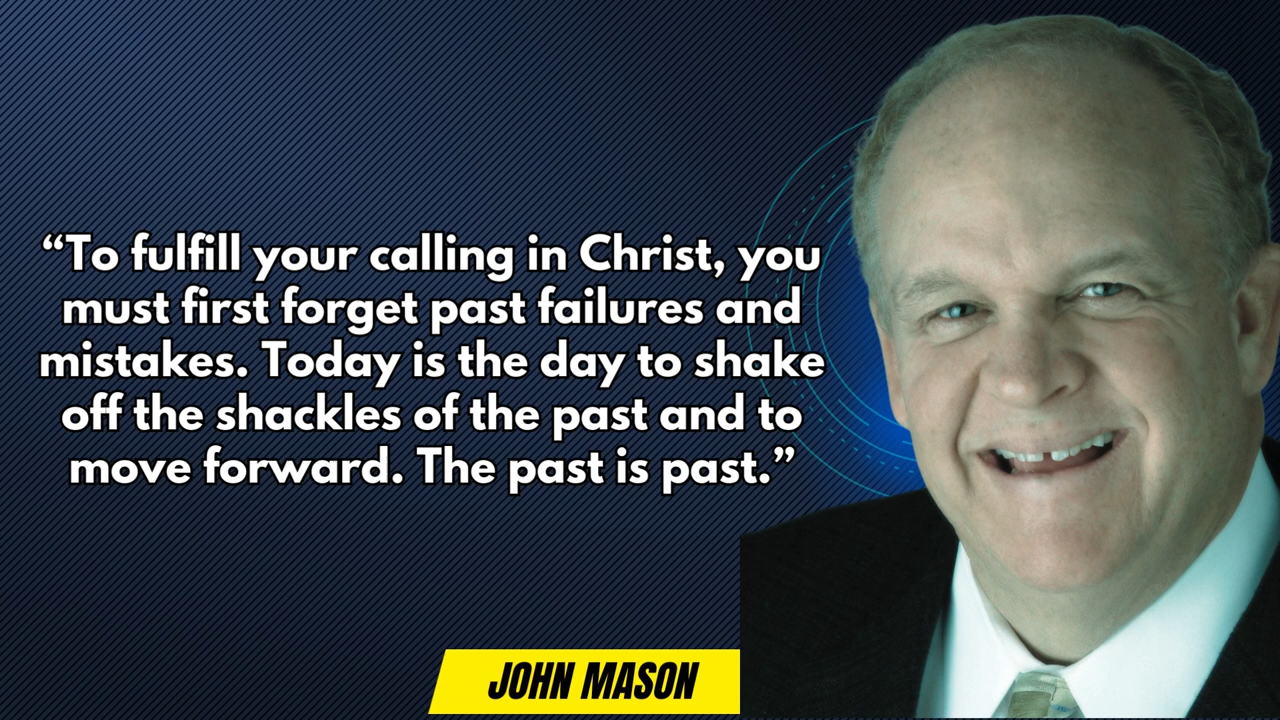 “To fulfill your calling in Christ, you
must first forget past failures and
mistakes. Today is the day to shake
off the shackles of the past and to
move forward. The past is past.”
JOHN MASON